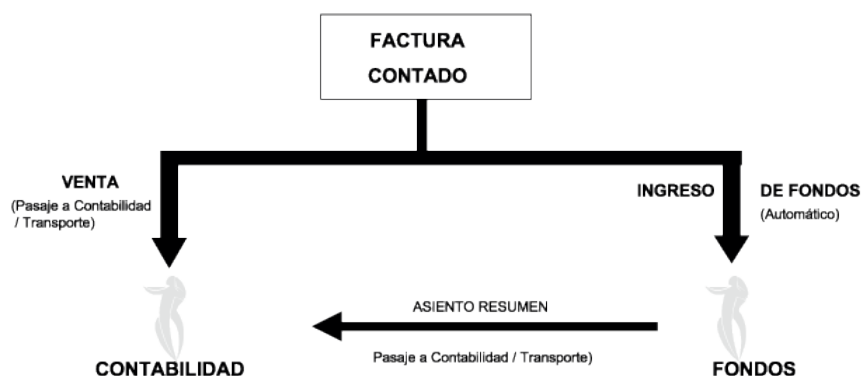 FACTURA
CONTADO
VENTA
(Pasaje a Contabilidad
/ Transporte)
INGRESO DE FONDOS
(Automático)
ASIENTO RESUMEN
Pasaje a Contabilidad / Transporte)
CONTABILIDAD
FONDOS